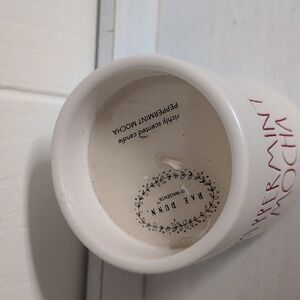 richly scented candle
PEPPERMINT MOCHA
RAE DUNN
BY MAGENTA
PEPPERMINT
MOCHA